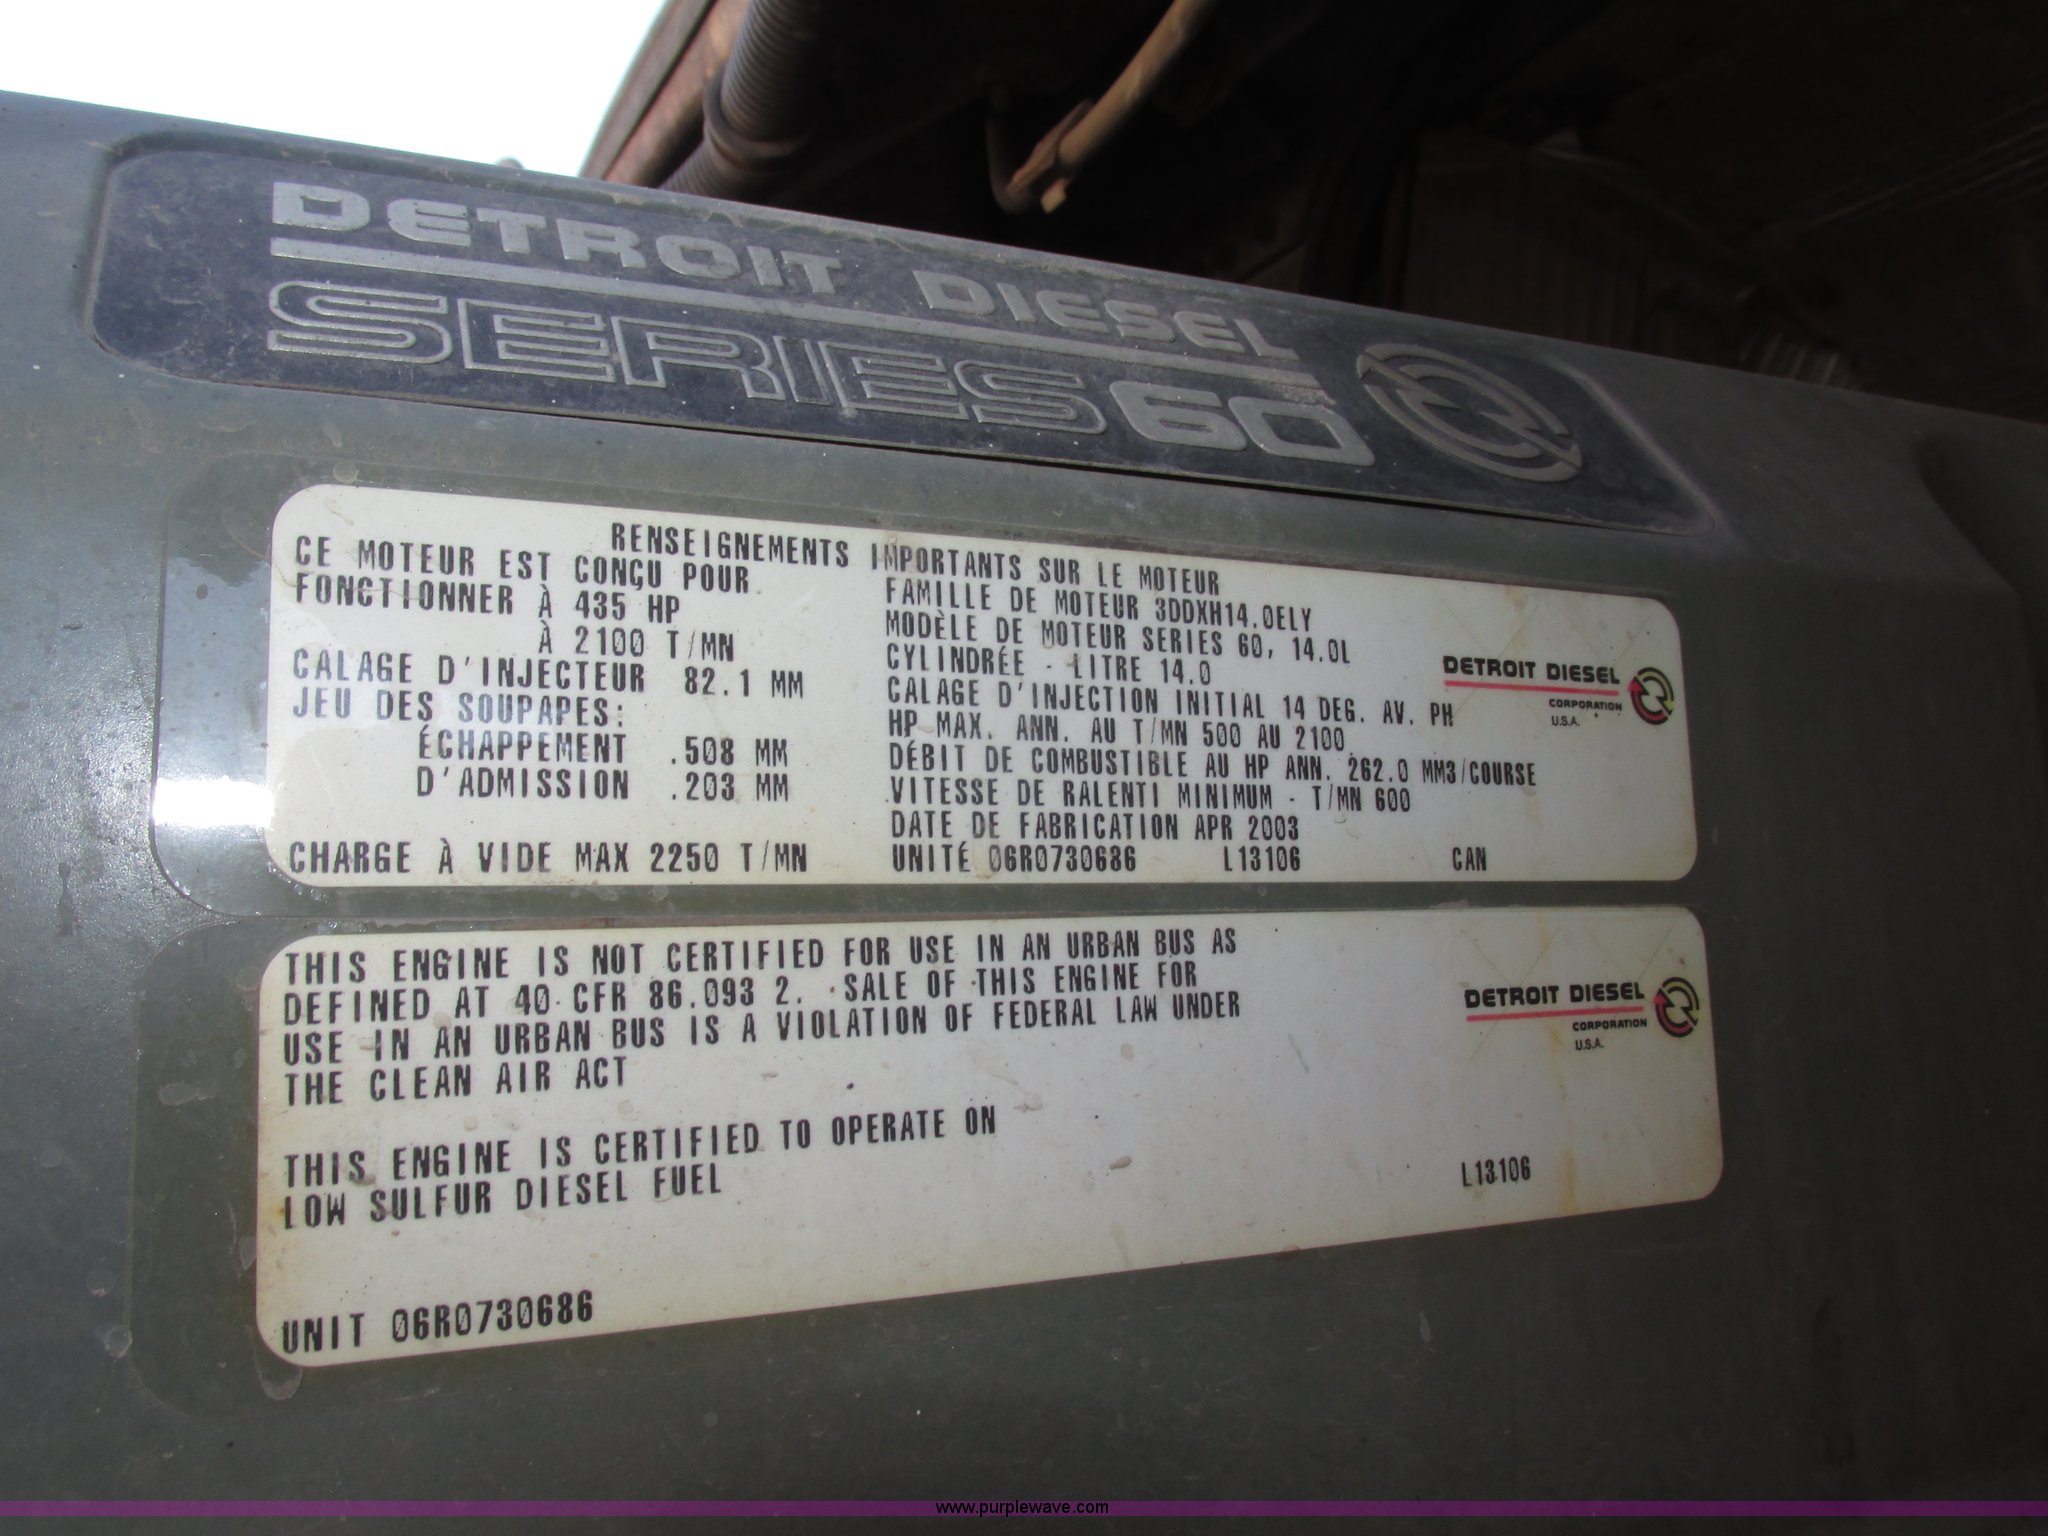 DETROIT DIESEL
SERIES 60
RENSEIGNEMENTS IMPORTANTS SUR LE MOTEUR
CE MOTEUR EST CONÇU POUR
FONCTIONNER À 435 HP
À 2100 T/MN
CALAGE D'INJECTEUR 82.1 MM
JEU DES SOUPAPES:
ÉCHAPPEMENT .508 MM
D'ADMISSION .203 MM
CHARGE À VIDE MAX 2250 T/MN
FAMILLE DE MOTEUR 3DDXH14.0ELY
MODÈLE DE MOTEUR SERIES 60, 14.0L
CYLINDRÉE - LITRE 14.0
CALAGE D'INJECTION INITIAL 14 DEG. AV. PH
HP MAX. ANN. AU T/MN 500 AU 2100
DÉBIT DE COMBUSTIBLE AU HP ANN. 262.0 MM3/COURSE
VITESSE DE RALENTI MINIMUM - T/MN 600
DATE DE FABRICATION APR 2003
UNITÉ 06R0730686 L13106 CAN
DETROIT DIESEL
CORPORATION
U.S.A.
THIS ENGINE IS NOT CERTIFIED FOR USE IN AN URBAN BUS AS
DEFINED AT 40 CFR 86.093 2. SALE OF THIS ENGINE FOR
USE IN AN URBAN BUS IS A VIOLATION OF FEDERAL LAW UNDER
THE CLEAN AIR ACT
THIS ENGINE IS CERTIFIED TO OPERATE ON
LOW SULFUR DIESEL FUEL
UNIT 06R0730686
DETROIT DIESEL
CORPORATION
U.S.A.
L13106
www.purplewave.com